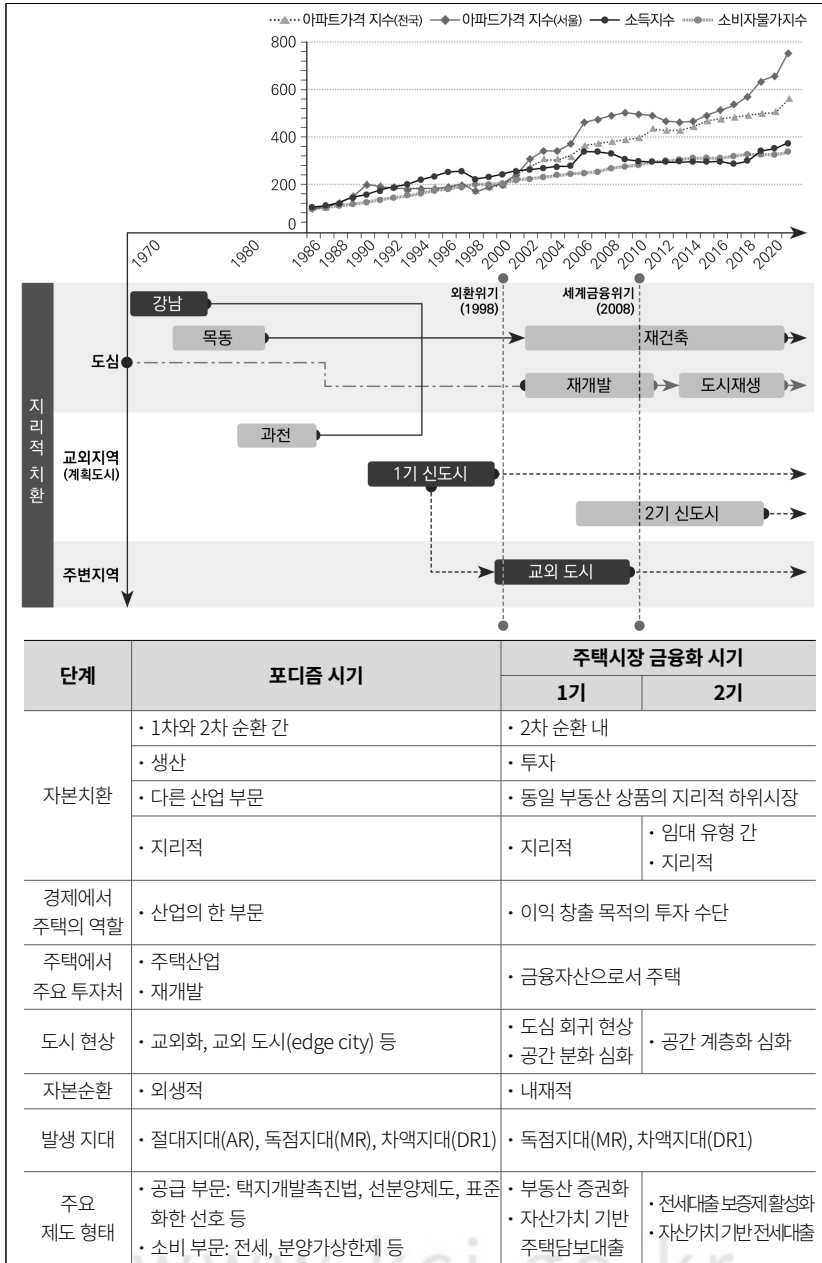 아파트가격 지수(전국) 아파드가격 지수(서울) 소득지수 소비자물가지수
800
600
400
200
0
1970 1980 1986 1988 1990 1992 1994 1996 1998 2000 2002 2004 2006 2008 2010 2012 2014 2016 2018 2020
외환위기
(1998)
세계금융위기
(2008)
지리적 치환
강남
목동
재건축
도심
재개발
도시재생
과전
교외지역
(계획도시)
1기 신도시
2기 신도시
주변지역
교외 도시
단계
포디즘 시기
주택시장 금융화 시기
1기
2기
자본치환
・1차와 2차 순환 간
・2차 순환 내
・생산
・투자
・다른 산업 부문
・동일 부동산 상품의 지리적 하위시장
・지리적
・지리적
・임대 유형 간
・지리적
경제에서
주택의 역할
・산업의 한 부문
・이익 창출 목적의 투자 수단
주택에서
주요 투자처
・주택산업
・재개발
・금융자산으로서 주택
도시 현상
・교외화, 교외 도시(edge city) 등
・도심 회귀 현상
・공간 분화 심화
・공간 계층화 심화
자본순환
・외생적
・내재적
발생 지대
・절대지대(AR), 독점지대(MR), 차액지대(DR1)
・독점지대(MR), 차액지대(DR1)
주요
제도 형태
・공급 부문: 택지개발촉진법, 선분양제도, 표준
화한 선호 등
・소비 부문: 전세, 분양가상한제 등
・부동산 증권화
・자산가치 기반
주택담보대출
・전세대출 보증제 활성화
・자산가치 기반 전세대출